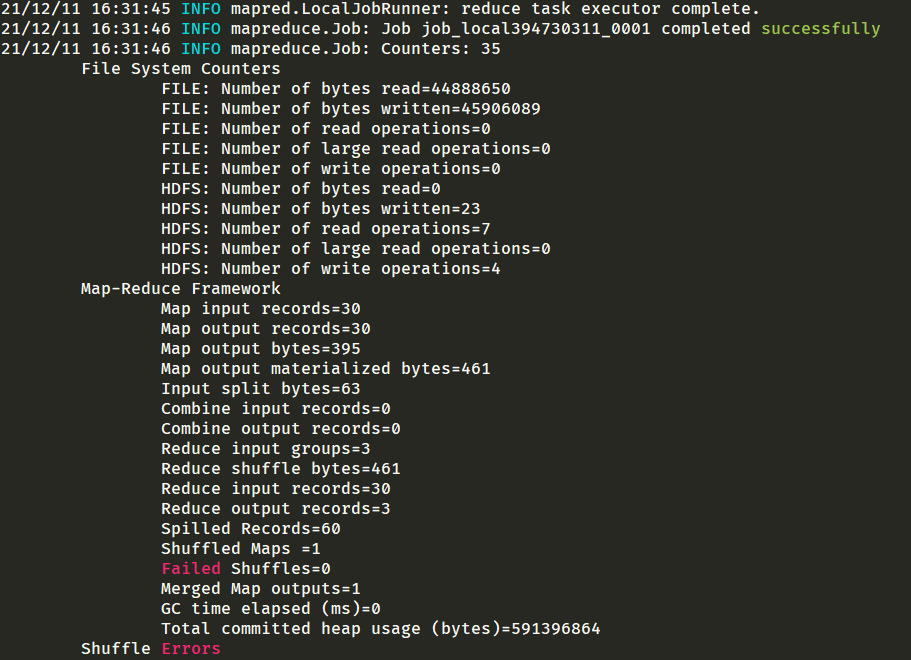 21/12/11 16:31:45 INFO mapred.LocalJobRunner: reduce task executor complete.
21/12/11 16:31:46 INFO mapreduce.Job: Job job_local394730311_0001 completed successfully
21/12/11 16:31:46 INFO mapreduce.Job: Counters: 35
File System Counters
FILE: Number of bytes read=44888650
FILE: Number of bytes written=45906089
FILE: Number of read operations=0
FILE: Number of large read operations=0
FILE: Number of write operations=0
HDFS: Number of bytes read=0
HDFS: Number of bytes written=23
HDFS: Number of read operations=7
HDFS: Number of large read operations=0
HDFS: Number of write operations=4
Map-Reduce Framework
Map input records=30
Map output records=30
Map output bytes=395
Map output materialized bytes=461
Input split bytes=63
Combine input records=0
Combine output records=0
Reduce input groups=3
Reduce shuffle bytes=461
Reduce input records=30
Reduce output records=3
Spilled Records=60
Shuffled Maps =1
Failed Shuffles=0
Merged Map outputs=1
GC time elapsed (ms)=0
Total committed heap usage (bytes)=591396864
Shuffle Errors